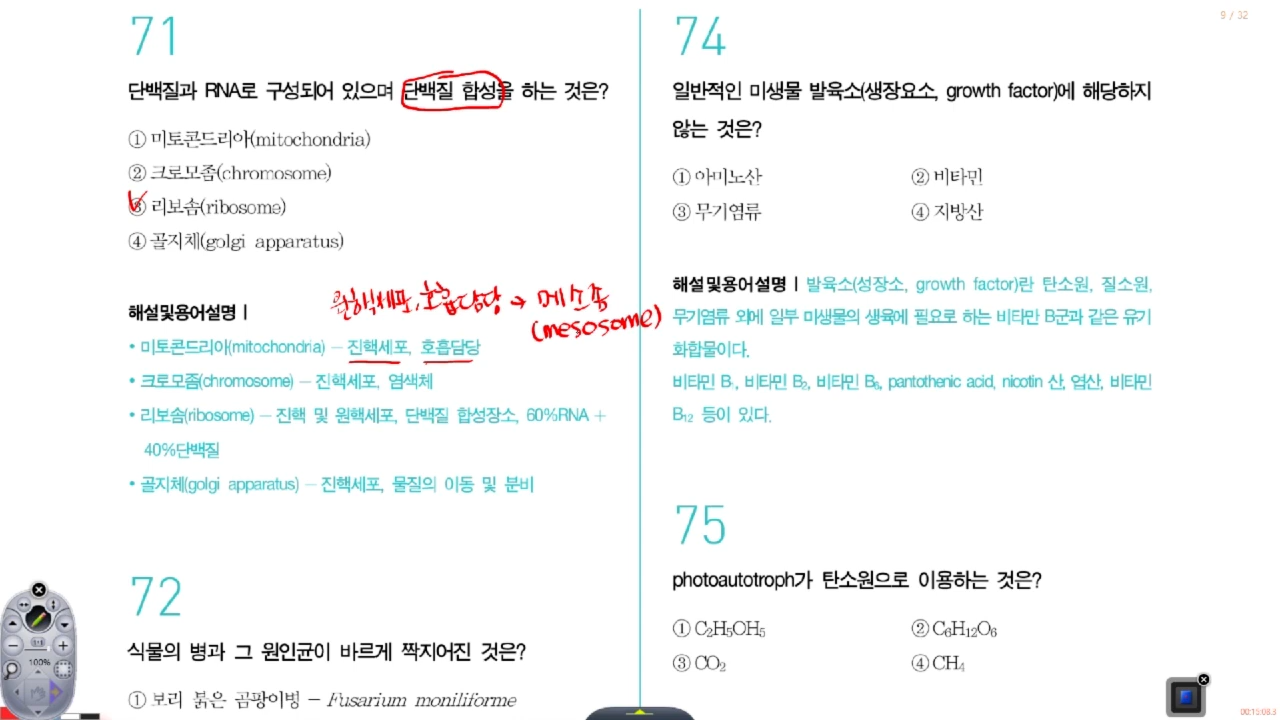 9 / 32
71
단백질과 RNA로 구성되어 있으며 단백질 합성을 하는 것은?
① 미토콘드리아(mitochondria)
② 크로모좀(chromosome)
③ 리보솜(ribosome)
④ 골지체(golgi apparatus)
원핵세포, 호흡담당 → 메소좀
(mesosome)
해설및용어설명 |
• 미토콘드리아(mitochondria) – 진핵세포, 호흡담당
• 크로모좀(chromosome) – 진핵세포, 염색체
• 리보솜(ribosome) – 진핵 및 원핵세포, 단백질 합성장소, 60%RNA +
40%단백질
• 골지체(golgi apparatus) – 진핵세포, 물질의 이동 및 분비
72
식물의 병과 그 원인균이 바르게 짝지어진 것은?
① 보리 붉은 곰팡이병 – Fusarium moniliforme
74
일반적인 미생물 발육소(생장요소, growth factor)에 해당하지
않는 것은?
① 아미노산 ② 비타민
③ 무기염류 ④ 지방산
해설및용어설명 | 발육소(성장소, growth factor)란 탄소원, 질소원,
무기염류 외에 일부 미생물의 생육에 필요로 하는 비타만 B군과 같은 유기
화합물이다.
비타민 B₁, 비타민 B₂, 비타민 B₆, pantothenic acid, nicotin 산, 엽산, 비타민
B₁₂ 등이 있다.
75
photoautotroph가 탄소원으로 이용하는 것은?
① C₂H₅OH₅ ② C₆H₁₂O₆
③ CO₂ ④ CH₄
100%
00:15:08.3